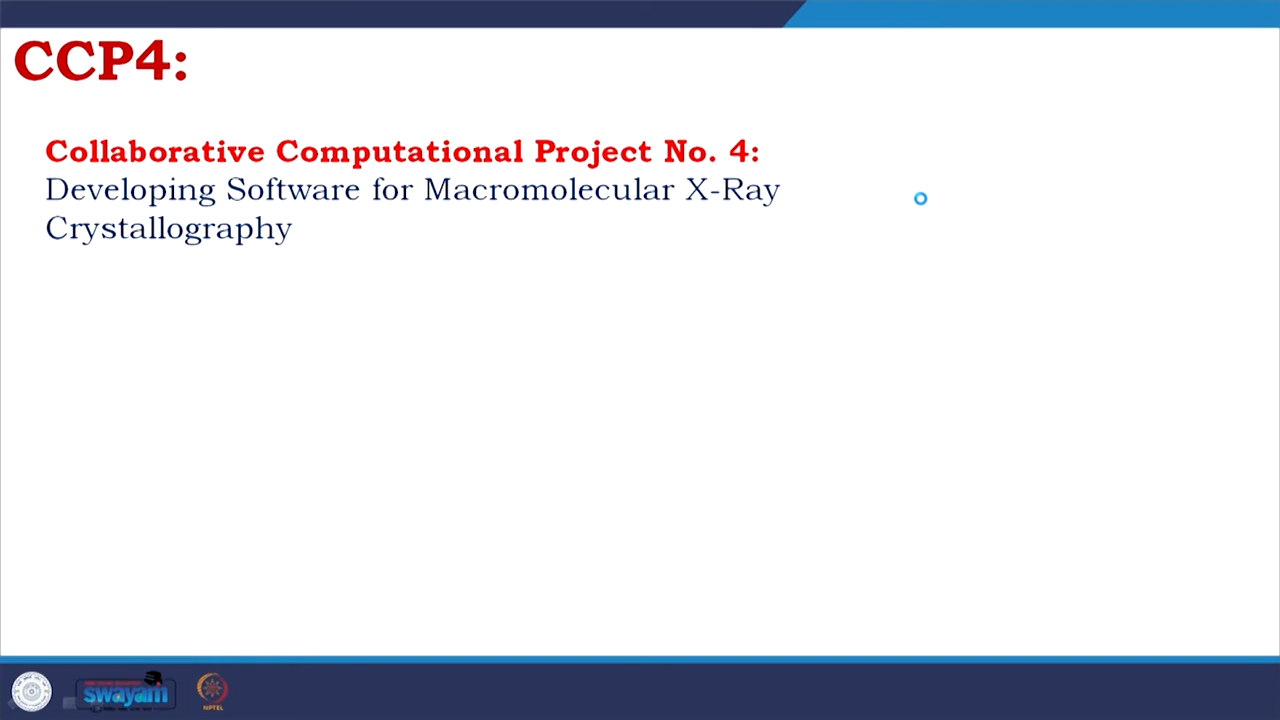 CCP4:
Collaborative Computational Project No. 4:
Developing Software for Macromolecular X-Ray
Crystallography
swayam
NPTEL